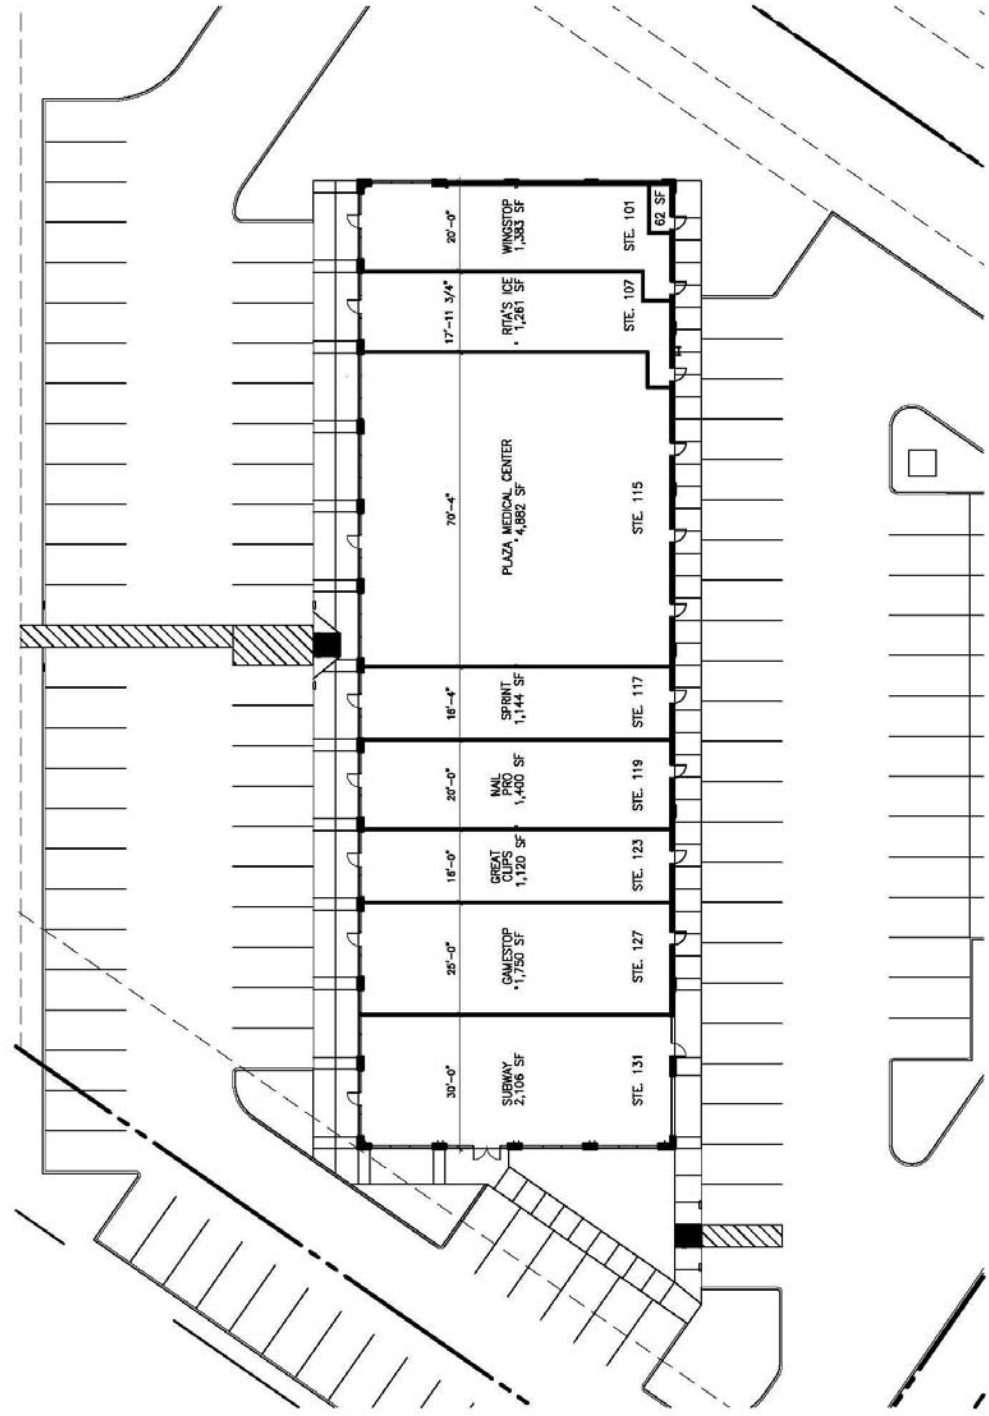 20'-0"
WINGSTOP
1,383 SF
STE. 101
62 SF
17'-11 3/4"
RITA'S ICE
1,261 SF
STE. 107
70'-4"
PLAZA MEDICAL CENTER
4,882 SF
STE. 115
16'-4"
SPRINT
1,144 SF
STE. 117
20'-0"
NAIL
PRO
1,400 SF
STE. 119
16'-0"
GREAT
CLIPS
1,120 SF
STE. 123
25'-0"
GAMESTOP
1,750 SF
STE. 127
30'-0"
SUBWAY
2,106 SF
STE. 131